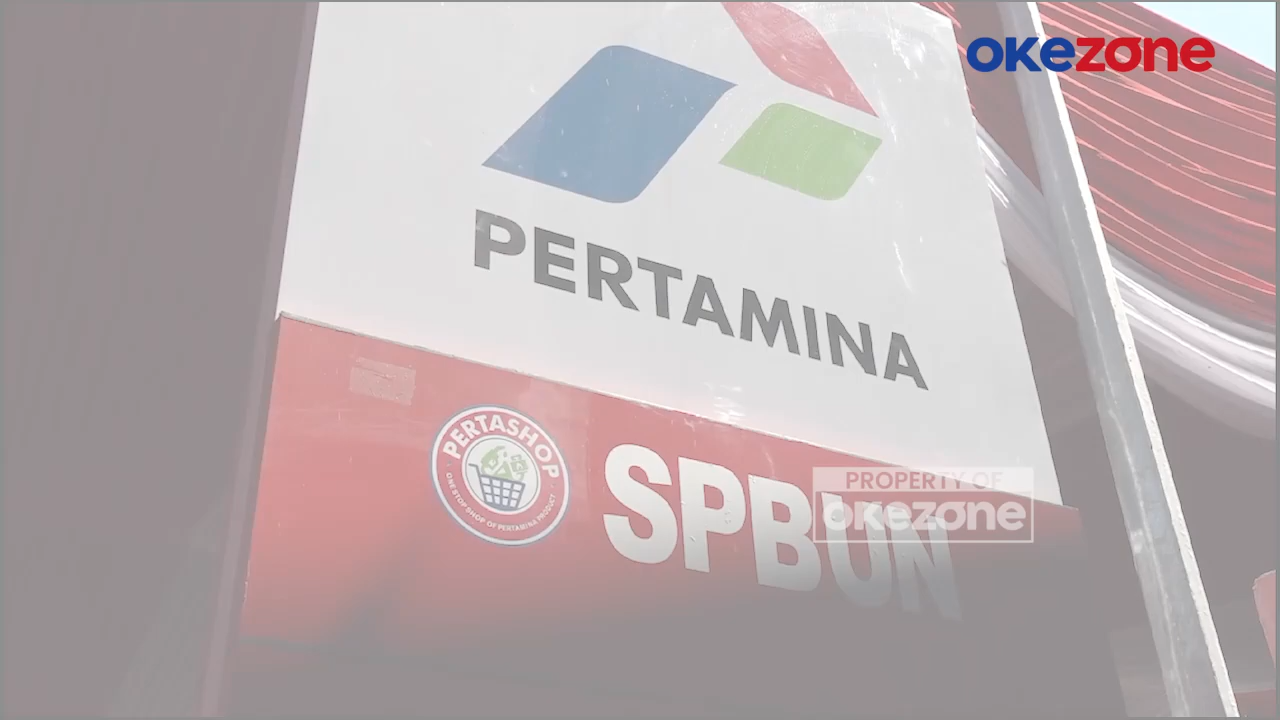 okezone
PERTAMINA
PERTASHOP
ONE STOP SHOP OF PERTAMINA PRODUCT
SPBUN
PROPERTY OF
okezone